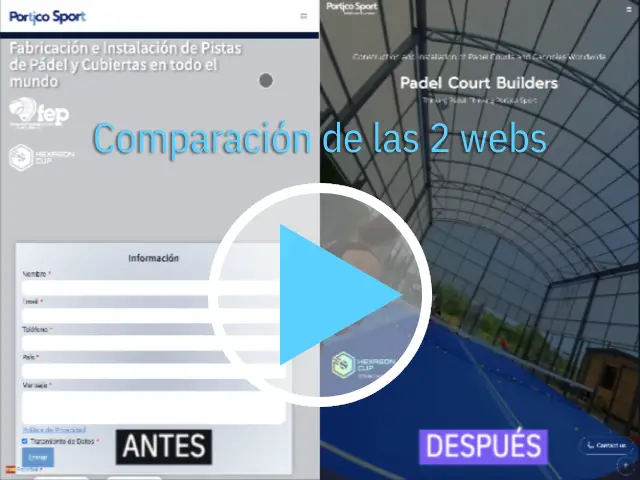 Portico Sport
Fabricación e Instalación de Pistas
de Pádel y Cubiertas en todo el
mundo
fep
HEXAGON
CUP
Información
Nombre *
Email *
Teléfono *
País *
Mensaje *
Política de Privacidad
Tratamiento de Datos *
Enviar
ANTES
Comparación de las 2 webs
Portico Sport
Construction and Installation of Padel Courts and Canopies Worldwide
Padel Court Builders
Thinking Padel, Thinking Portico Sport
HEXAGON
CUP
DESPUÉS
Contact us